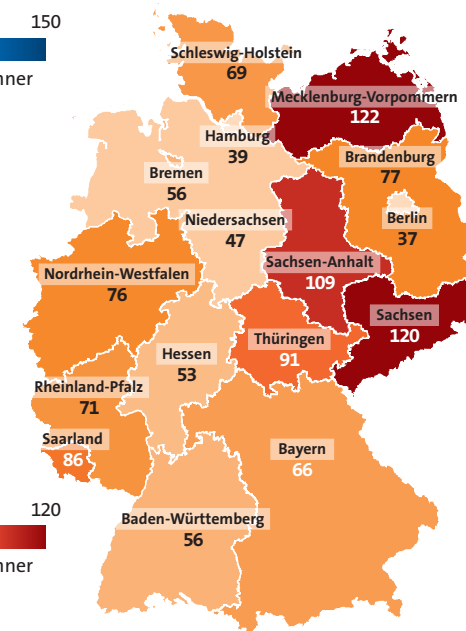 150
nner
Schleswig-Holstein
69
Mecklenburg-Vorpommern
122
Hamburg
39
Brandenburg
77
Bremen
56
Berlin
37
Niedersachsen
47
Sachsen-Anhalt
109
Nordrhein-Westfalen
76
Sachsen
120
Thüringen
91
Hessen
53
Rheinland-Pfalz
71
Saarland
86
Bayern
66
120
nner
Baden-Württemberg
56